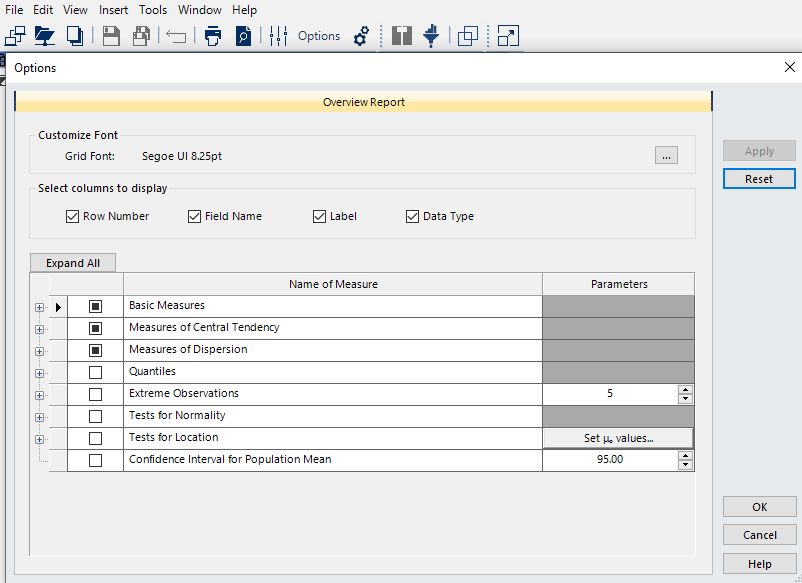 File Edit View Insert Tools Window Help
Options
Options
Overview Report
Customize Font
Grid Font: Segoe UI 8.25pt ...
Apply
Reset
Select columns to display
Row Number Field Name Label Data Type
Expand All
Name of Measure Parameters
Basic Measures
Measures of Central Tendency
Measures of Dispersion
Quantiles
Extreme Observations 5
Tests for Normality
Tests for Location Set μ₀ values...
Confidence Interval for Population Mean 95.00
OK
Cancel
Help